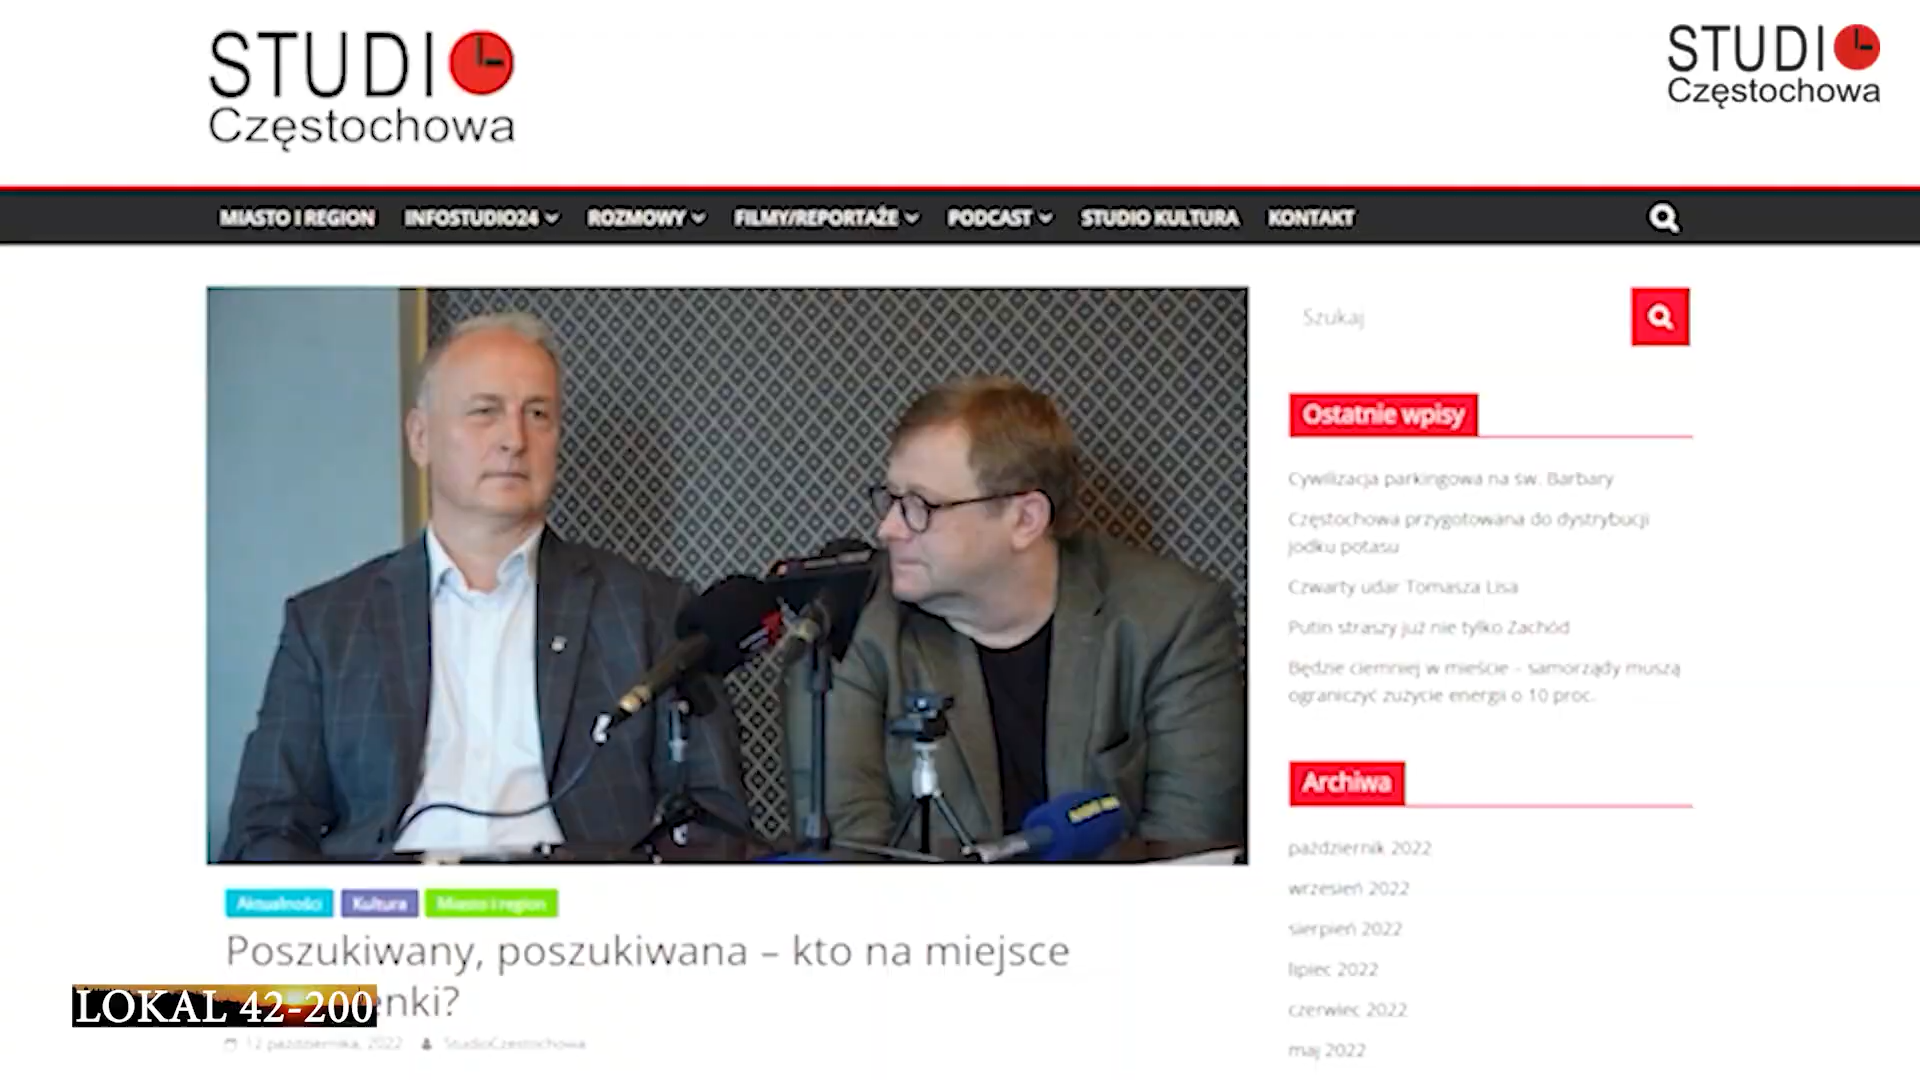 STUDIO
Częstochowa
STUDIO
Częstochowa
MIASTO I REGION INFOSTUDIO24 ROZMOWY FILMY/REPORTAŻE PODCAST STUDIO KULTURA KONTAKT
Szukaj
Ostatnie wpisy
Cywilizacja parkingowa na św. Barbary
Częstochowa przygotowana do dystrybucji
jodku potasu
Czwarty udar Tomasza Lisa
Putin straszy już nie tylko Zachód
Będzie ciemniej w mieście – samorządy muszą
ograniczyć zużycie energii o 10 proc.
Archiwa
październik 2022
wrzesień 2022
sierpień 2022
lipiec 2022
czerwiec 2022
maj 2022
Aktualności Kultura Miasto i region
Poszukiwany, poszukiwana – kto na miejsce
enki?
LOKAL 42-200
12 października, 2022 StudioCzestochowa